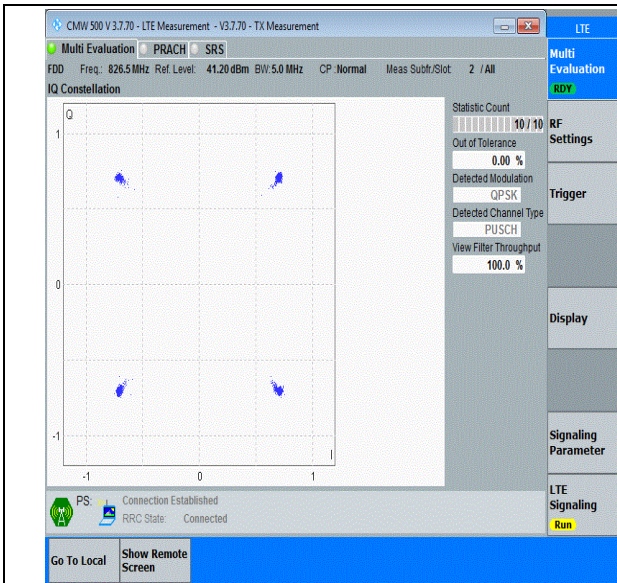 CMW 500 V 3.7.70 - LTE Measurement - V3.7.70 - TX Measurement
LTE
Multi Evaluation PRACH SRS
FDD Freq.: 826.5 MHz Ref. Level: 41.20 dBm BW: 5.0 MHz CP : Normal Meas Subfr./Slot: 2 / All
IQ Constellation
Q
1
0
-1
-1 0 1
I
Statistic Count
10 / 10
Out of Tolerance
0.00 %
Detected Modulation
QPSK
Detected Channel Type
PUSCH
View Filter Throughput
100.0 %
Multi
Evaluation
RDY
RF
Settings
Trigger
Display
Signaling
Parameter
LTE
Signaling
Run
PS: Connection Established
RRC State: Connected
Go To Local
Show Remote
Screen